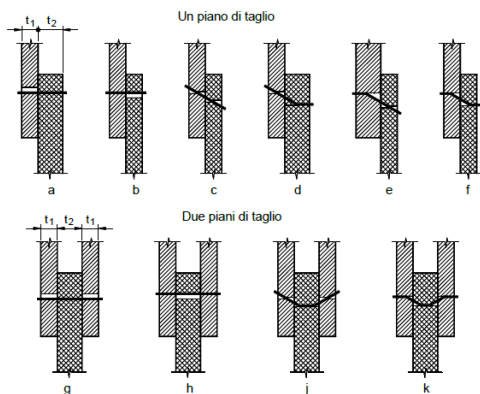 Un piano di taglio
t1 t2
a b c d e f
Due piani di taglio
t1 t2 t1
g h j k